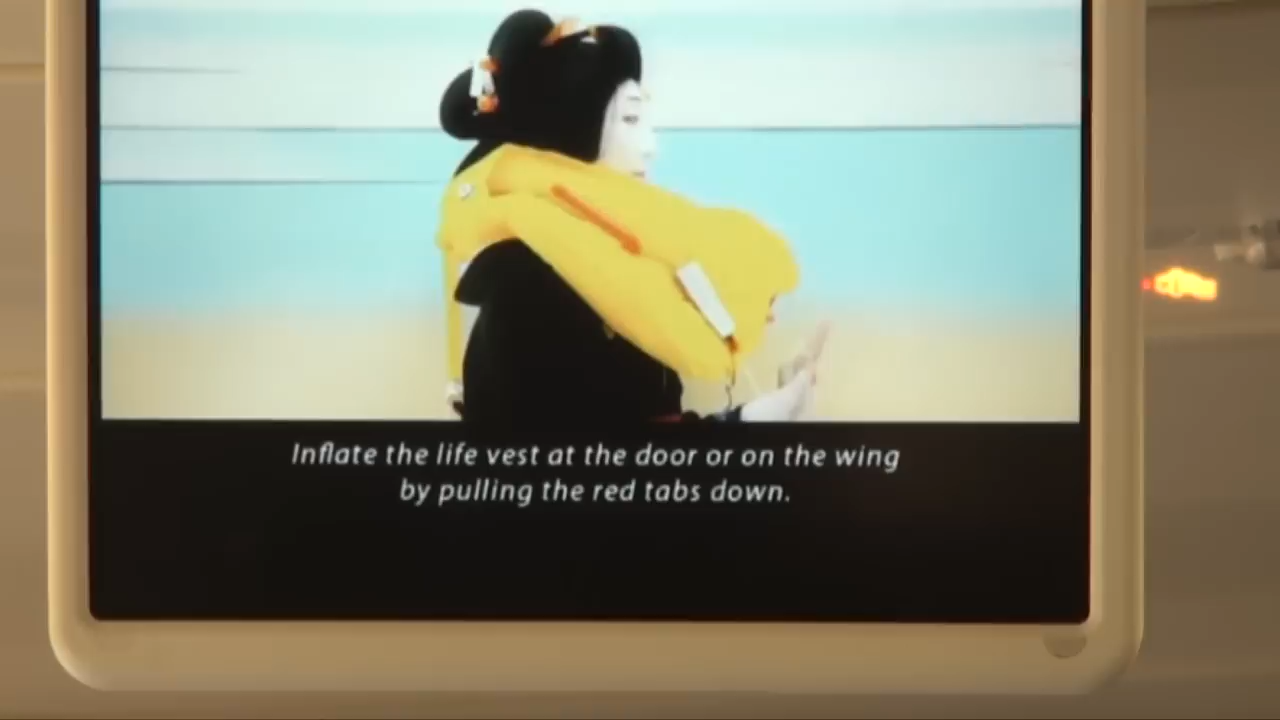 Inflate the life vest at the door or on the wing
by pulling the red tabs down.